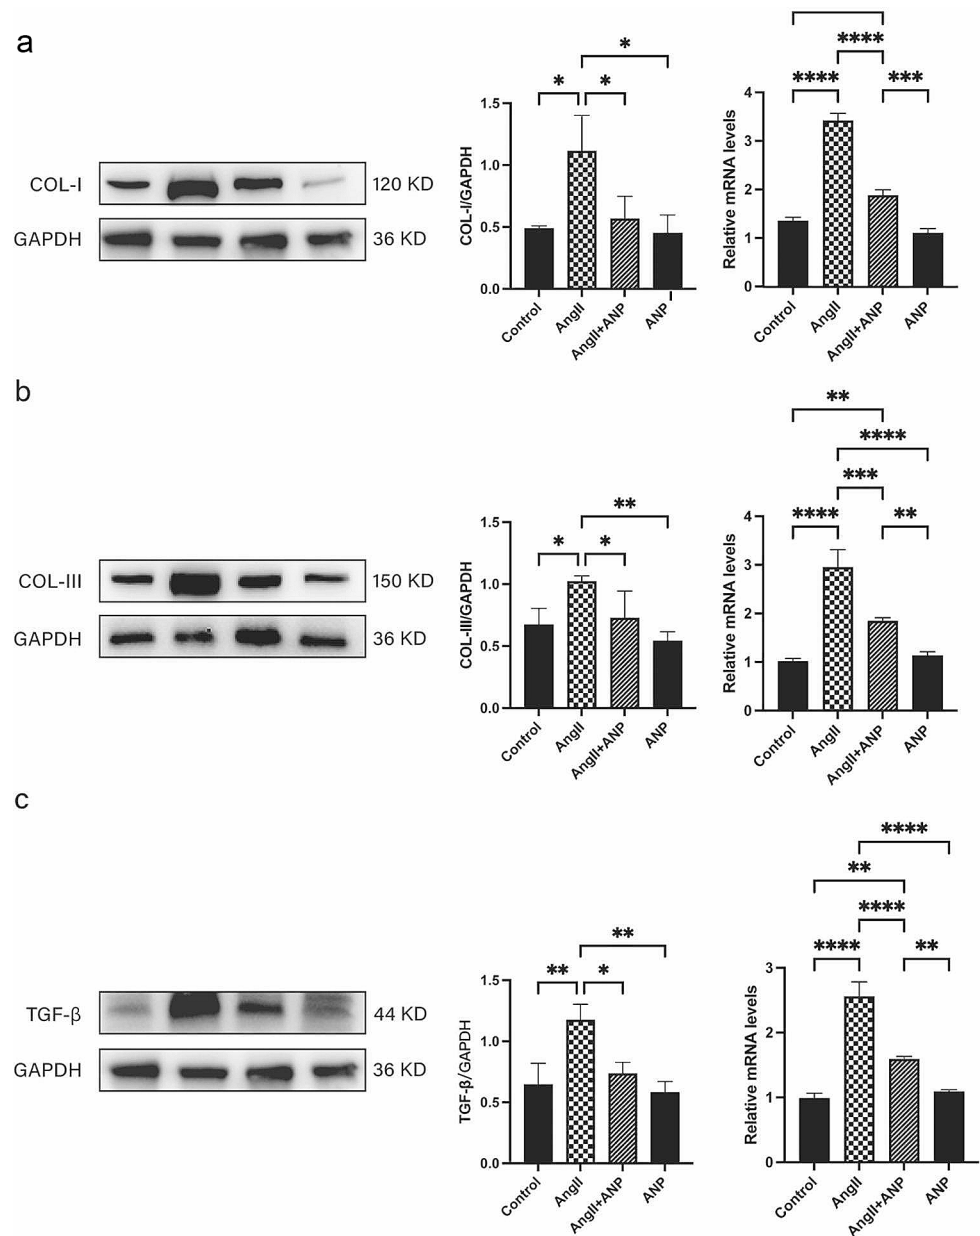 a
*
****
*
*
****
***
COL-I
120 KD
GAPDH
36 KD
COL-I/GAPDH
1.5
1.0
0.5
0.0
Control
AngII
AngII+ANP
ANP
Relative mRNA levels
4
3
2
1
0
Control
AngII
AngII+ANP
ANP
b
**
****
***
**
****
**
*
*
COL-III
150 KD
GAPDH
36 KD
COL-III/GAPDH
1.5
1.0
0.5
0.0
Control
AngII
AngII+ANP
ANP
Relative mRNA levels
4
3
2
1
0
Control
AngII
AngII+ANP
ANP
c
****
**
****
**
****
**
**
*
TGF-β
44 KD
GAPDH
36 KD
TGF-β/GAPDH
1.5
1.0
0.5
0.0
Control
AngII
AngII+ANP
ANP
Relative mRNA levels
3
2
1
0
Control
AngII
AngII+ANP
ANP